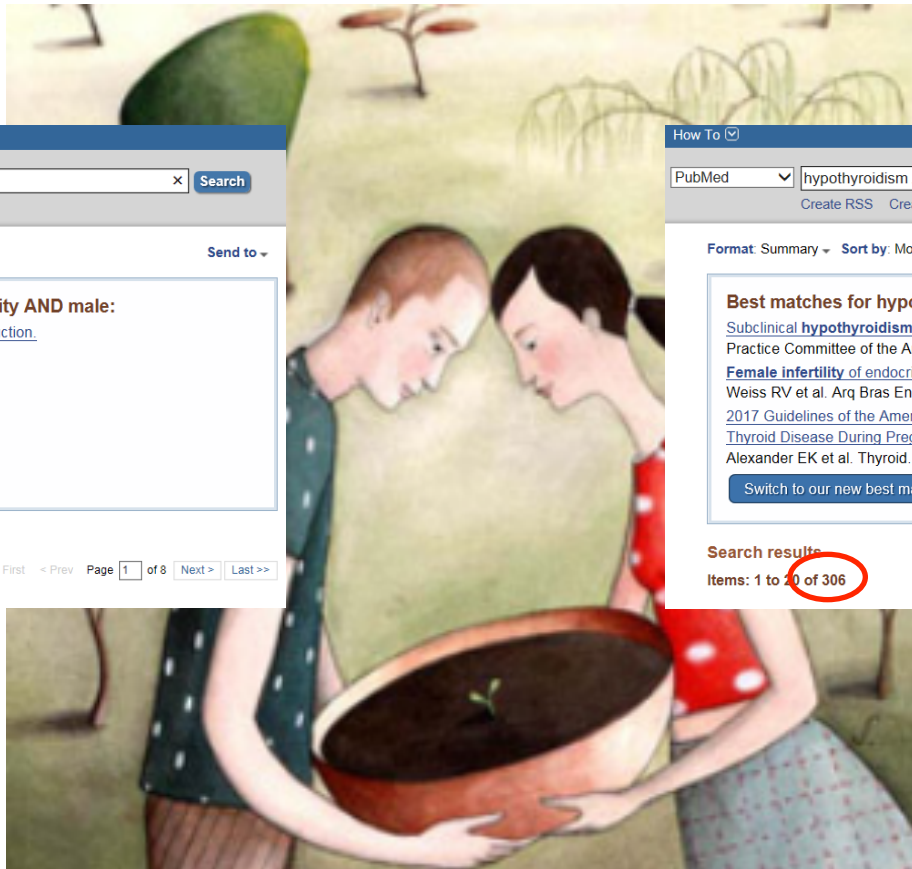 × Search
Send to
ity AND male:
ction.
First < Prev Page 1 of 8 Next > Last >>
How To
PubMed hypothyroidism
Create RSS Cre
Format: Summary Sort by: Mo
Best matches for hypo
Subclinical hypothyroidism
Practice Committee of the A
Female infertility of endocri
Weiss RV et al. Arq Bras En
2017 Guidelines of the Amer
Thyroid Disease During Preg
Alexander EK et al. Thyroid.
Switch to our new best ma
Search results
Items: 1 to 20 of 306